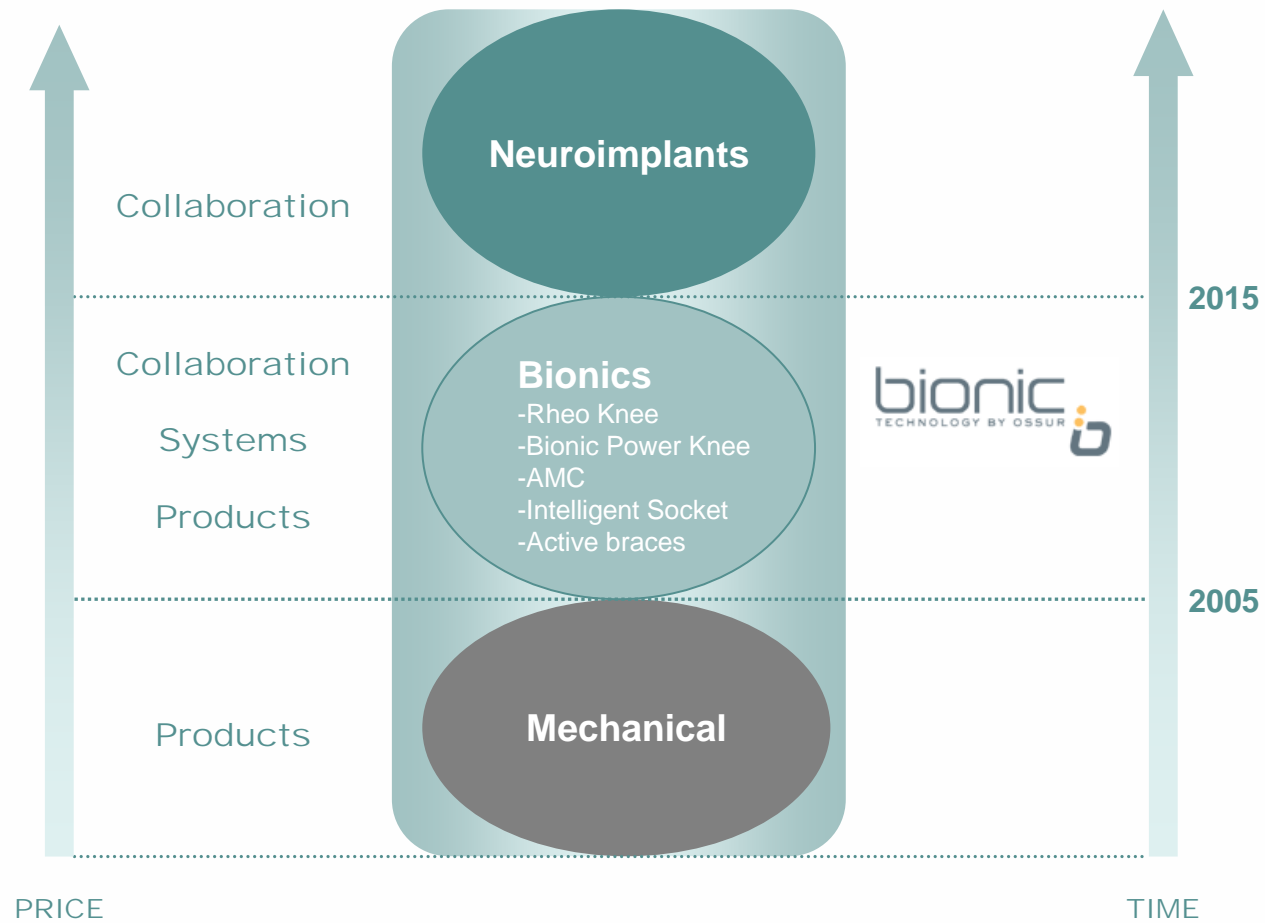 Neuroimplants
Collaboration
2015
Collaboration
Systems
Products
Bionics
-Rheo Knee
-Bionic Power Knee
-AMC
-Intelligent Socket
-Active braces
bionic
TECHNOLOGY BY OSSUR
2005
Products
Mechanical
PRICE
TIME